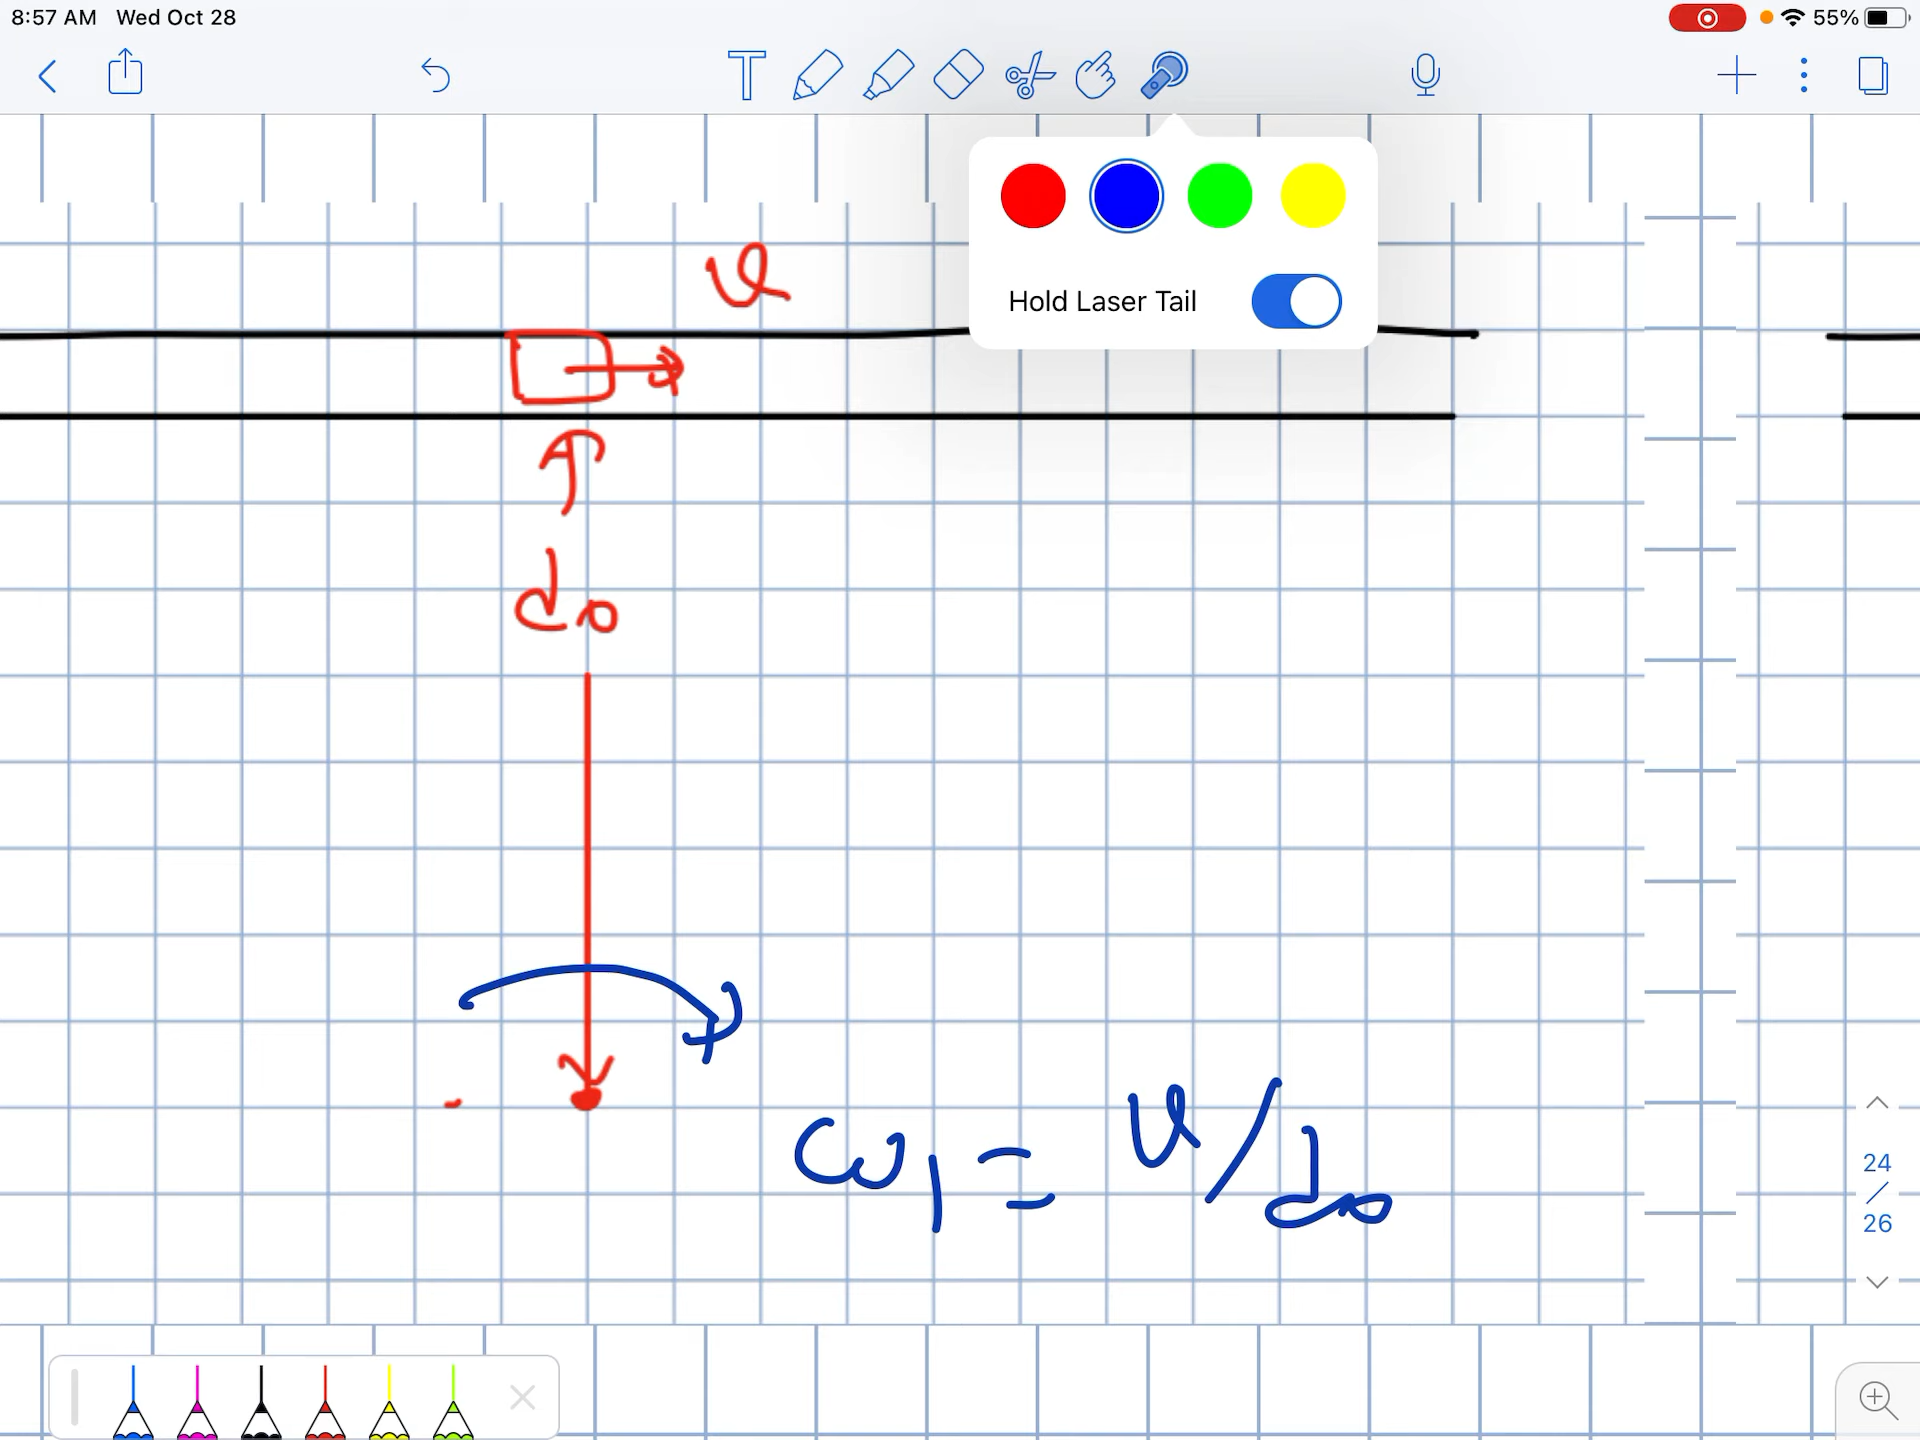 8:57 AM Wed Oct 28
55%
T
Hold Laser Tail
v
d₀
ω₁ = v/d₀
24
/
26